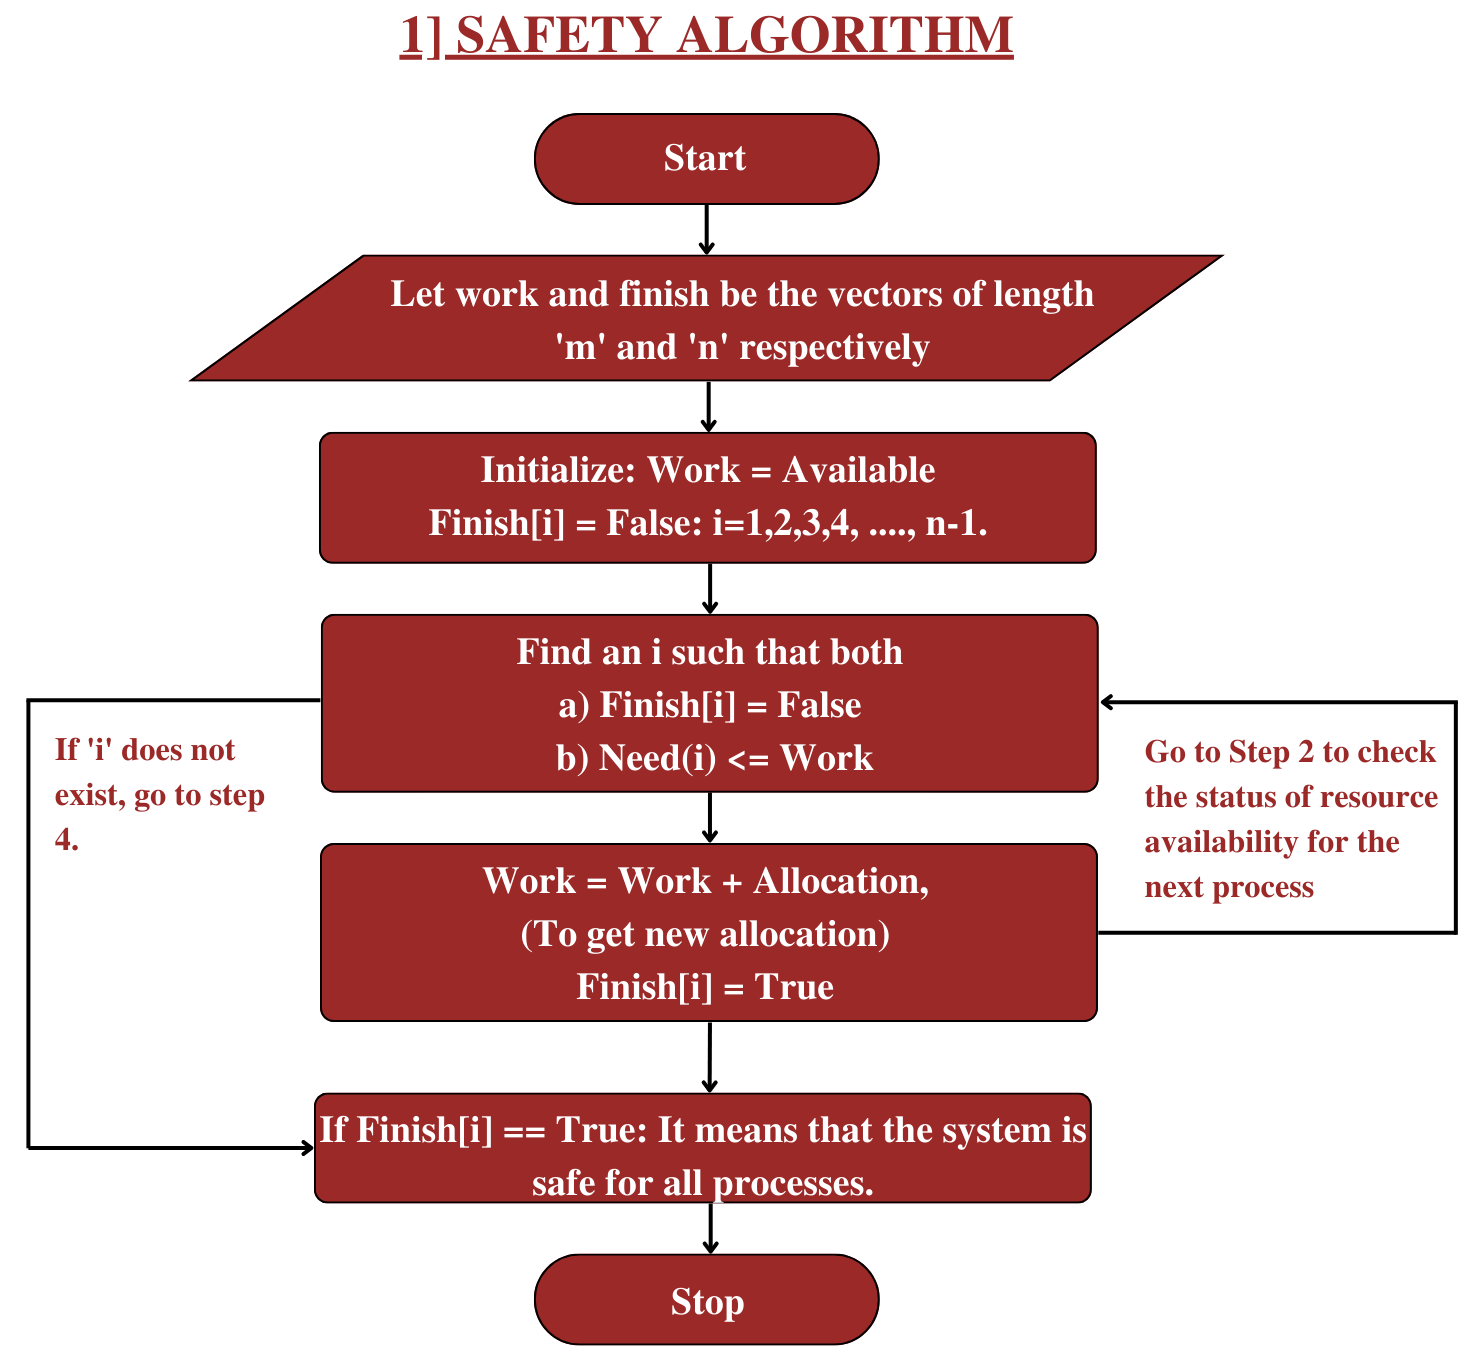 1] SAFETY ALGORITHM
Start
Let work and finish be the vectors of length
'm' and 'n' respectively
Initialize: Work = Available
Finish[i] = False: i=1,2,3,4, ...., n-1.
Find an i such that both
a) Finish[i] = False
b) Need(i) <= Work
If 'i' does not
exist, go to step
4.
Go to Step 2 to check
the status of resource
availability for the
next process
Work = Work + Allocation,
(To get new allocation)
Finish[i] = True
If Finish[i] == True: It means that the system is
safe for all processes.
Stop